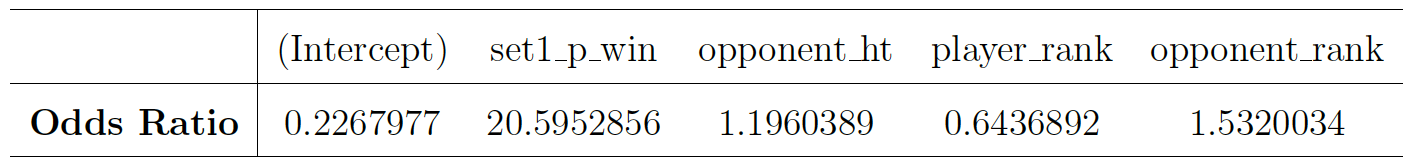 (Intercept) set1_p_win opponent_ht player_rank opponent_rank
Odds Ratio 0.2267977 20.5952856 1.1960389 0.6436892 1.5320034